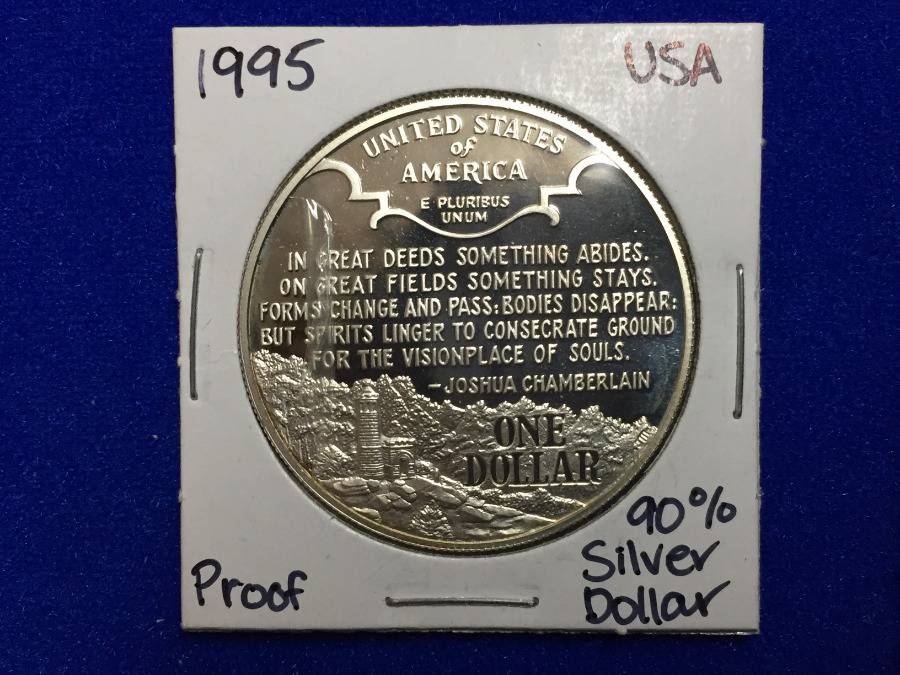 1995 USA
UNITED STATES
of
AMERICA
E PLURIBUS
UNUM
IN GREAT DEEDS SOMETHING ABIDES.
ON GREAT FIELDS SOMETHING STAYS.
FORMS CHANGE AND PASS: BODIES DISAPPEAR:
BUT SPIRITS LINGER TO CONSECRATE GROUND
FOR THE VISIONPLACE OF SOULS.
-JOSHUA CHAMBERLAIN
ONE
DOLLAR
Proof
90%
Silver
Dollar